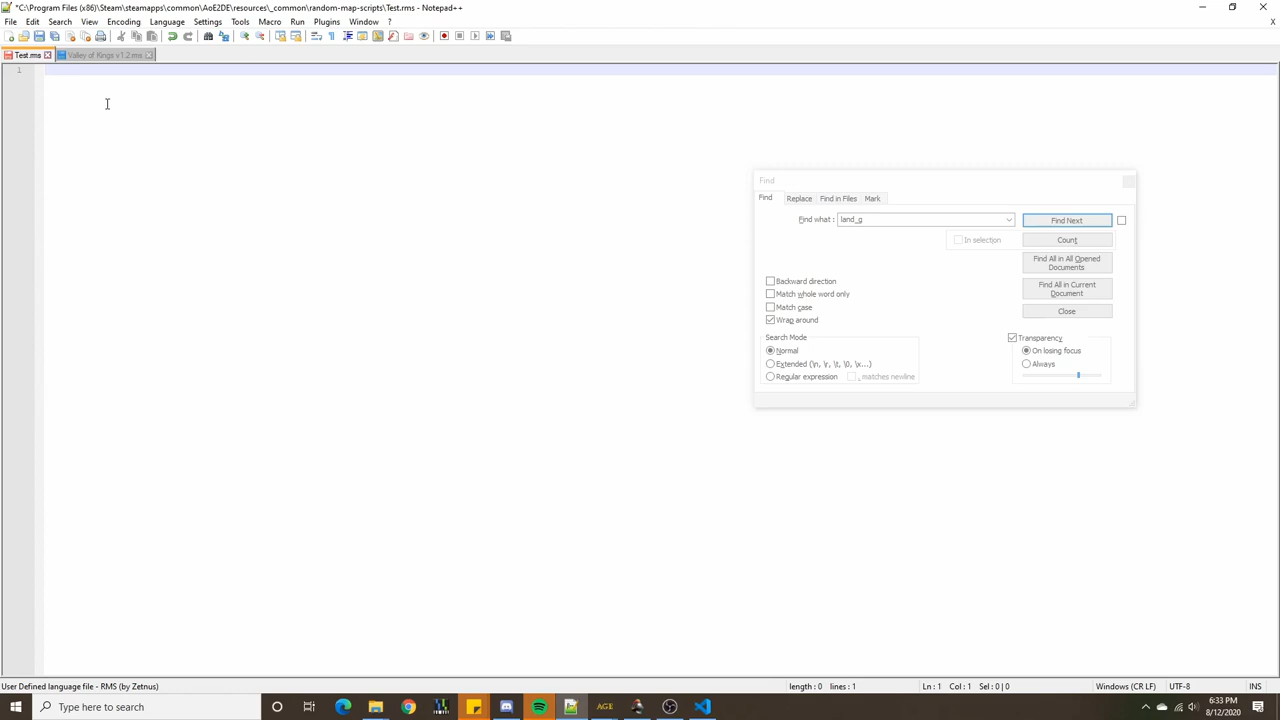 *C:\Program Files (x86)\Steam\steamapps\common\AoE2DE\resources\_common\random-map-scripts\Test.rms - Notepad++
File Edit Search View Encoding Language Settings Tools Macro Run Plugins Window ?
Test.rms Valley of Kings v1.2.rms
1
Find
Find Replace Find in Files Mark
Find what : land_g Find Next
In selection Count
Find All in All Opened Documents
Backward direction
Match whole word only Find All in Current Document
Match case
Wrap around Close
Search Mode Transparency
Normal On losing focus
Extended (\n, \r, \t, \0, \x...) Always
Regular expression . matches newline
User Defined language file - RMS (by Zetnus) length : 0 lines : 1 Ln : 1 Col : 1 Sel : 0 | 0 Windows (CR LF) UTF-8 INS
Type here to search AGE 6:33 PM
8/12/2020